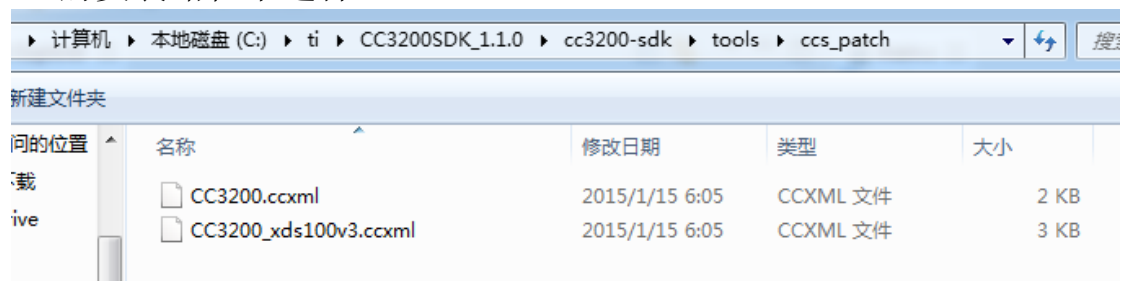 计算机 本地磁盘 (C:) ti CC3200SDK_1.1.0 cc3200-sdk tools ccs_patch
新建文件夹
问的位置 名称 修改日期 类型 大小
下载 CC3200.ccxml 2015/1/15 6:05 CCXML 文件 2 KB
rive CC3200_xds100v3.ccxml 2015/1/15 6:05 CCXML 文件 3 KB